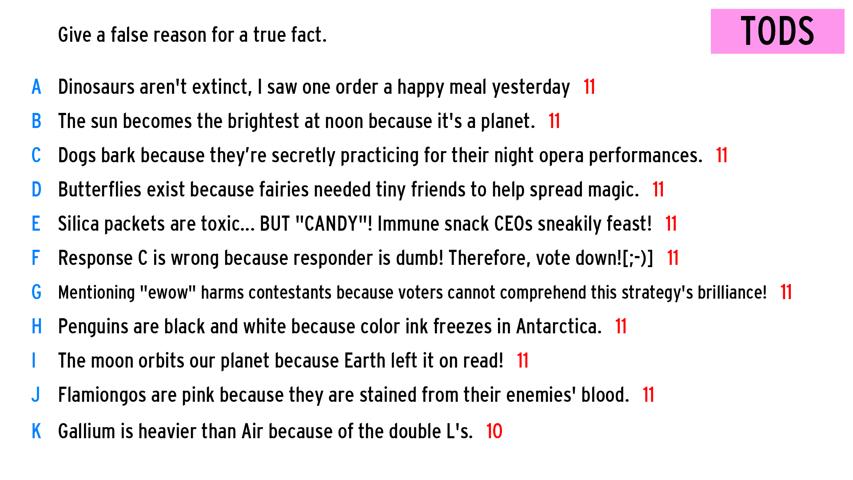 Give a false reason for a true fact.
TODS
A Dinosaurs aren't extinct, I saw one order a happy meal yesterday 11
B The sun becomes the brightest at noon because it's a planet. 11
C Dogs bark because they’re secretly practicing for their night opera performances. 11
D Butterflies exist because fairies needed tiny friends to help spread magic. 11
E Silica packets are toxic... BUT "CANDY"! Immune snack CEOs sneakily feast! 11
F Response C is wrong because responder is dumb! Therefore, vote down![;-)] 11
G Mentioning "ewow" harms contestants because voters cannot comprehend this strategy's brilliance! 11
H Penguins are black and white because color ink freezes in Antarctica. 11
I The moon orbits our planet because Earth left it on read! 11
J Flamiongos are pink because they are stained from their enemies' blood. 11
K Gallium is heavier than Air because of the double L's. 10